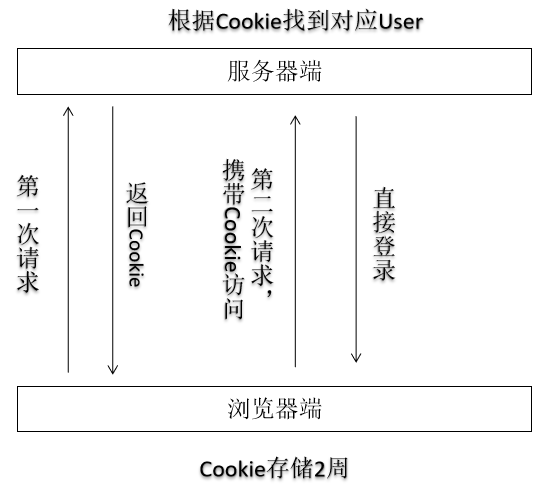 根据Cookie找到对应User
服务器端
第一次请求
返回Cookie
第二次请求，
携带Cookie访问
直接登录
浏览器端
Cookie存储2周